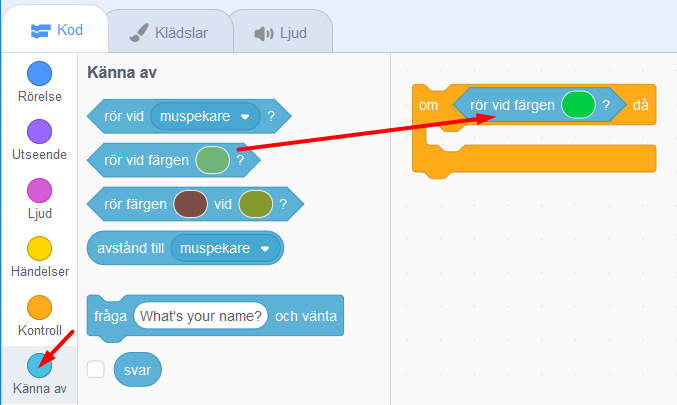 Kod
Klädslar
Ljud
Rörelse
Utseende
Ljud
Händelser
Kontroll
Känna av
Känna av
rör vid muspekare ?
rör vid färgen ?
rör färgen vid ?
avstånd till muspekare
fråga What's your name? och vänta
svar
om rör vid färgen ? då